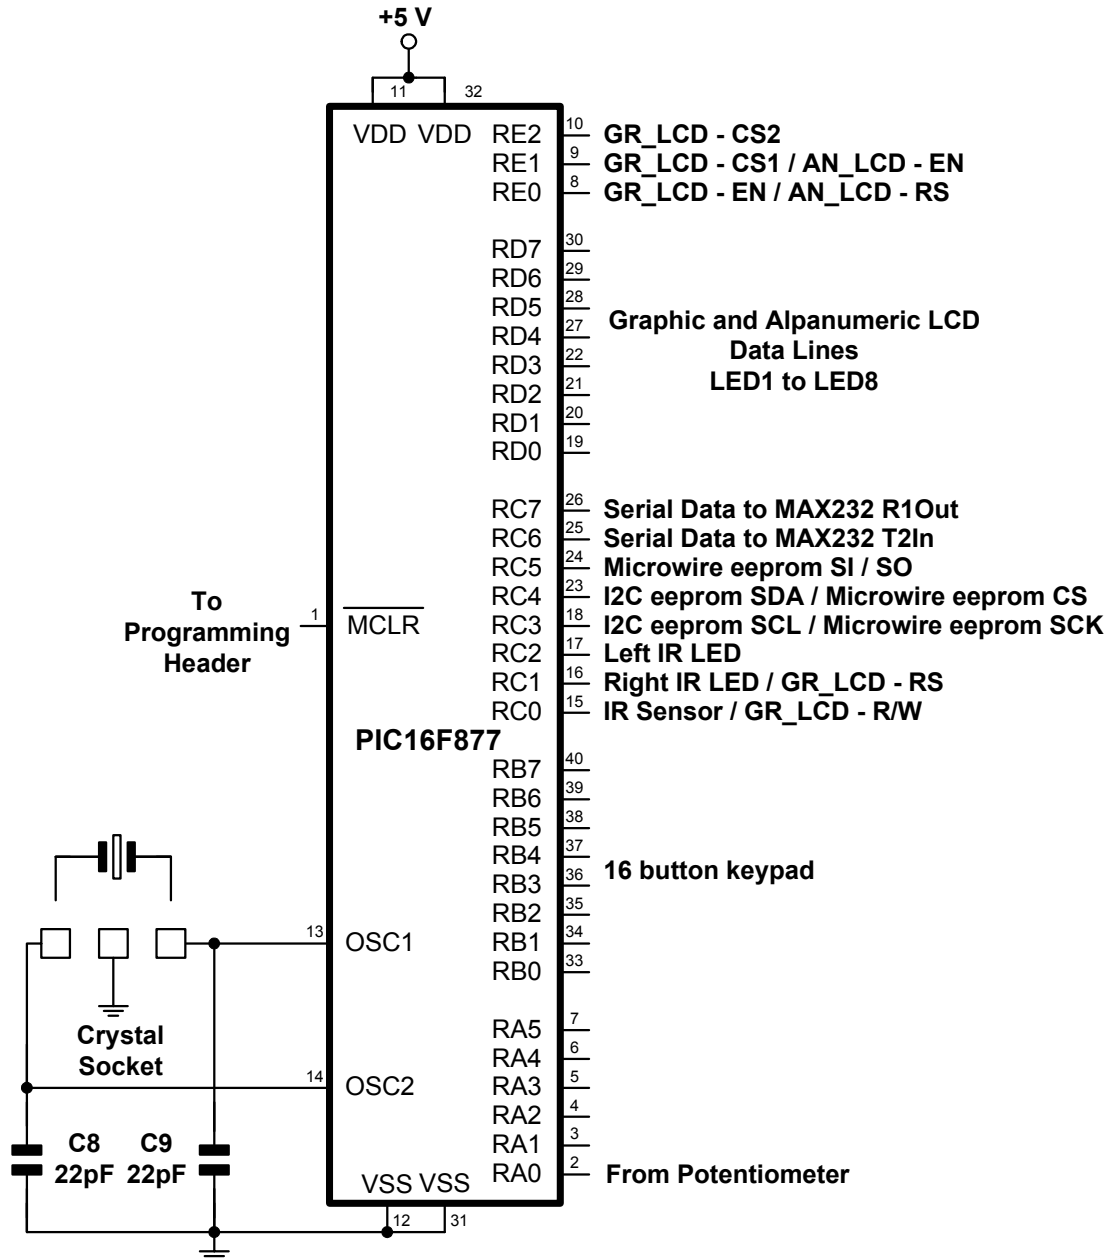 +5 V
11 32
VDD VDD RE2 10 GR_LCD - CS2
RE1 9 GR_LCD - CS1 / AN_LCD - EN
RE0 8 GR_LCD - EN / AN_LCD - RS
RD7 30
RD6 29
RD5 28
RD4 27
RD3 22
RD2 21
RD1 20
RD0 19
Graphic and Alpanumeric LCD
Data Lines
LED1 to LED8
RC7 26 Serial Data to MAX232 R1Out
RC6 25 Serial Data to MAX232 T2In
RC5 24 Microwire eeprom SI / SO
RC4 23 I2C eeprom SDA / Microwire eeprom CS
RC3 18 I2C eeprom SCL / Microwire eeprom SCK
RC2 17 Left IR LED
RC1 16 Right IR LED / GR_LCD - RS
RC0 15 IR Sensor / GR_LCD - R/W
To
Programming
Header
1 MCLR
PIC16F877
RB7 40
RB6 39
RB5 38
RB4 37
RB3 36
RB2 35
RB1 34
RB0 33
16 button keypad
13 OSC1
Crystal
Socket
14 OSC2
RA5 7
RA4 6
RA3 5
RA2 4
RA1 3
RA0 2 From Potentiometer
C8 C9
22pF 22pF
VSS VSS
12 31